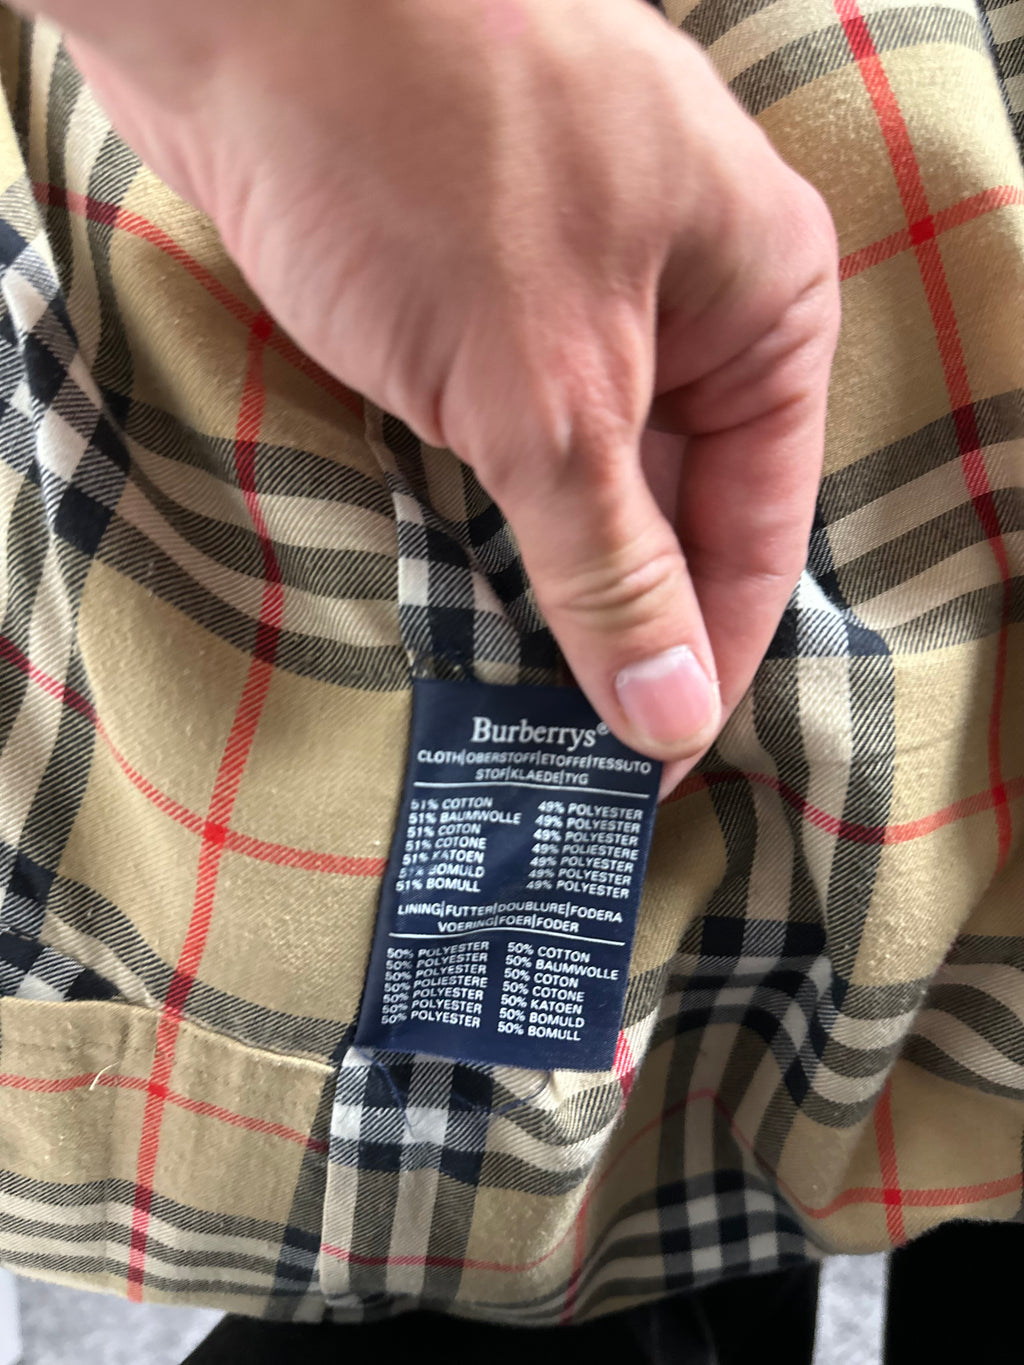 Burberrys®
CLOTH|OBERSTOFF|ETOFFE|TESSUTO
STOF|KLAEDE|TYG
51% COTTON 49% POLYESTER
51% BAUMWOLLE 49% POLYESTER
51% COTON 49% POLYESTER
51% COTONE 49% POLIESTERE
51% KATOEN 49% POLYESTER
51% BOMULD 49% POLYESTER
51% BOMULL 49% POLYESTER
LINING|FUTTER|DOUBLURE|FODERA
VOERING|FOER|FODER
50% POLYESTER 50% COTTON
50% POLYESTER 50% BAUMWOLLE
50% POLYESTER 50% COTON
50% POLIESTERE 50% COTONE
50% POLYESTER 50% KATOEN
50% POLYESTER 50% BOMULD
50% POLYESTER 50% BOMULL